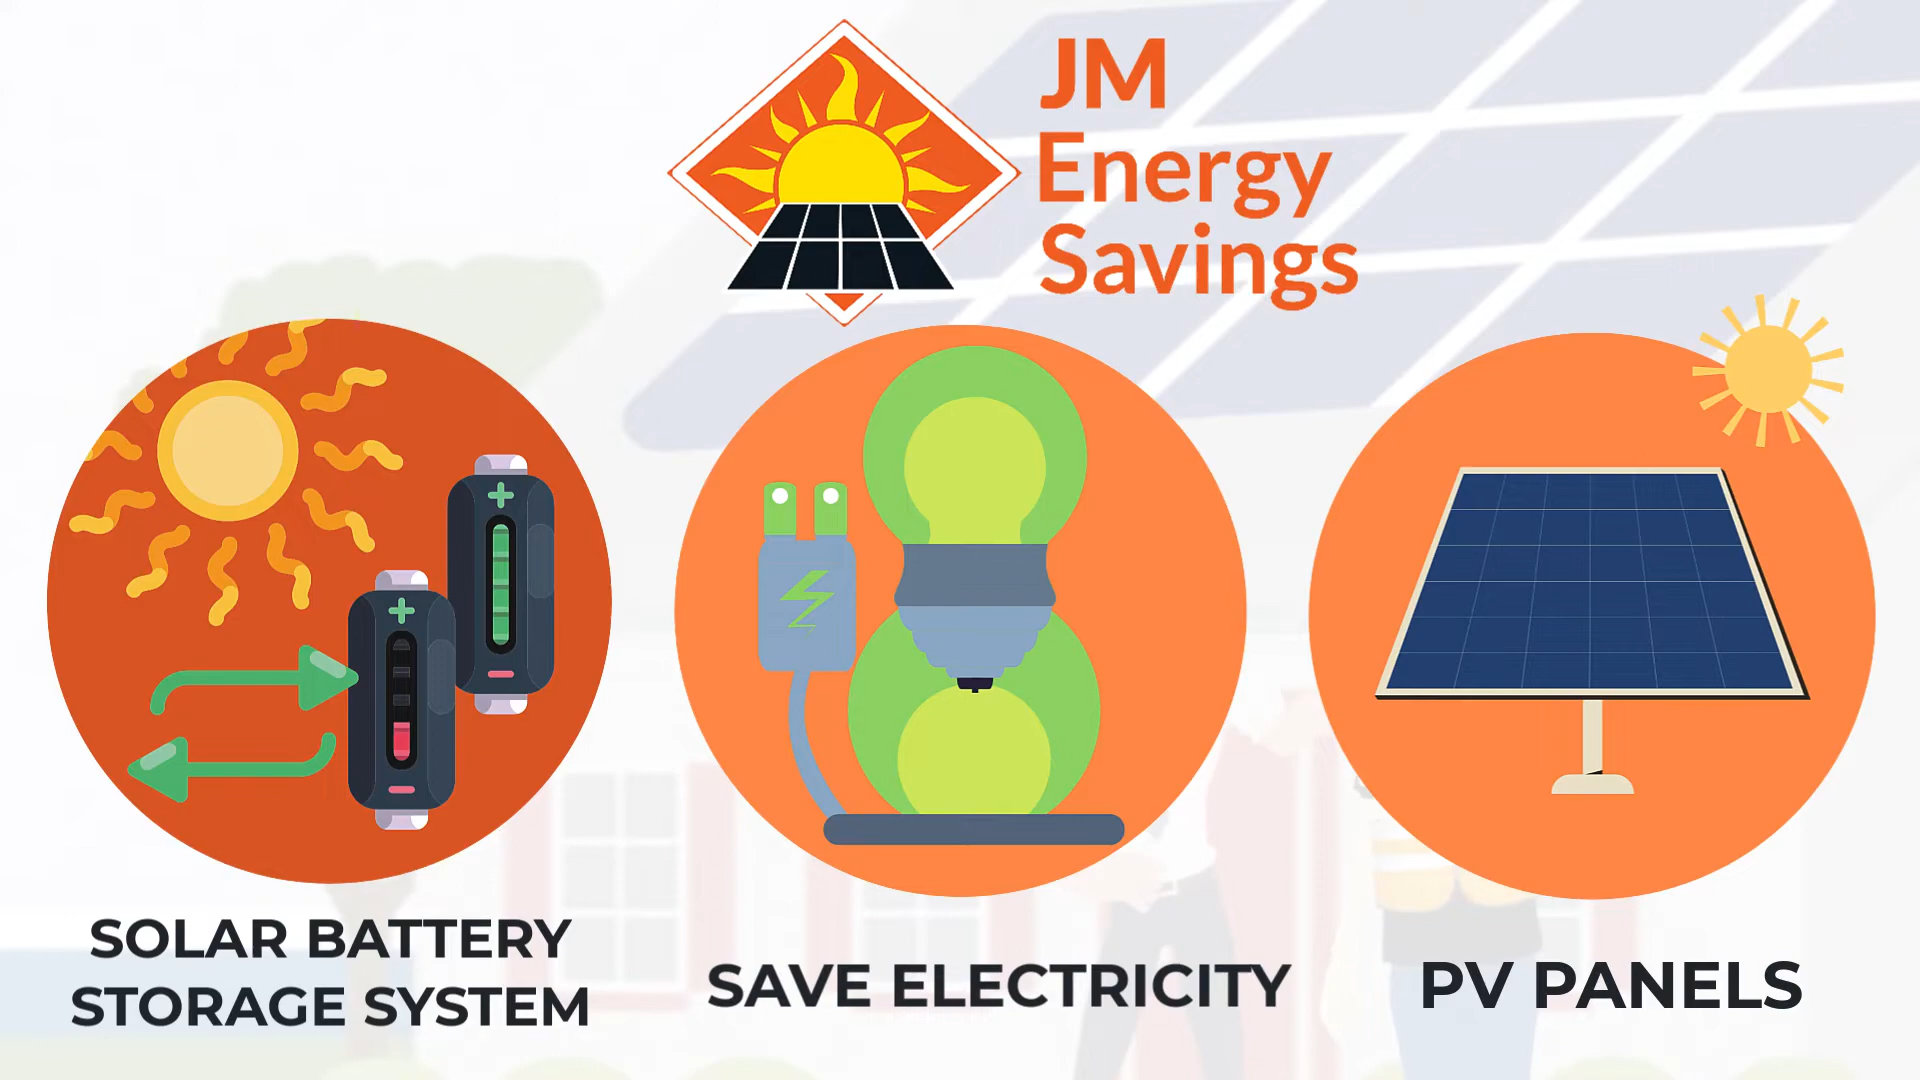 JM
Energy
Savings
SOLAR BATTERY
STORAGE SYSTEM
SAVE ELECTRICITY
PV PANELS